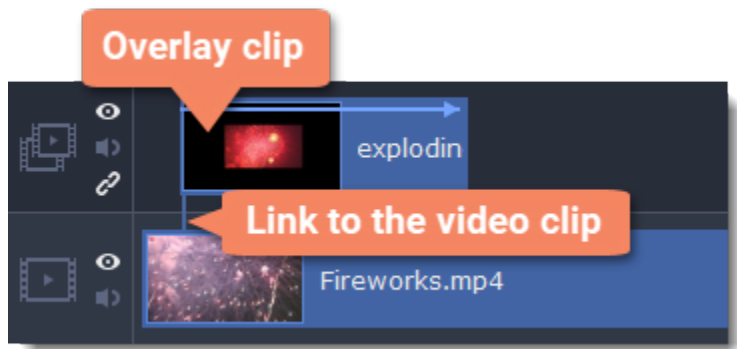 Overlay clip
explodin
Link to the video clip
Fireworks.mp4